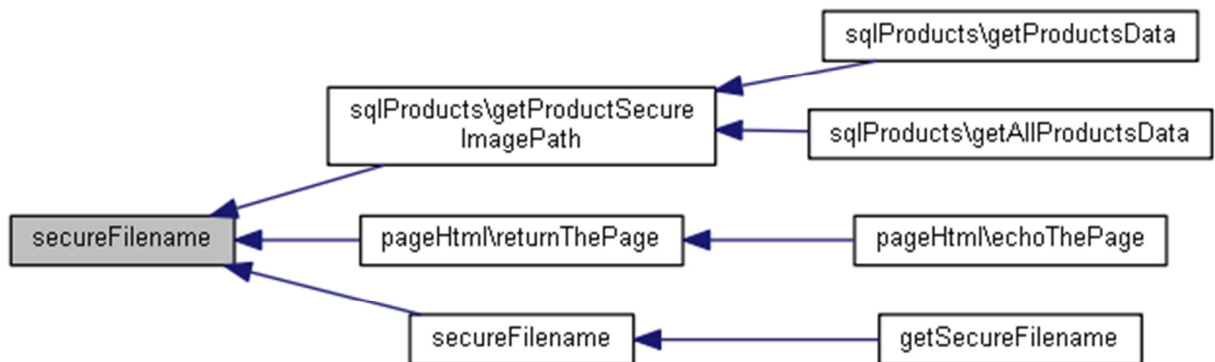 sqlProducts\getProductsData
sqlProducts\getProductSecure
ImagePath
sqlProducts\getAllProductsData
secureFilename
pageHtml\returnThePage
pageHtml\echoThePage
secureFilename
getSecureFilename